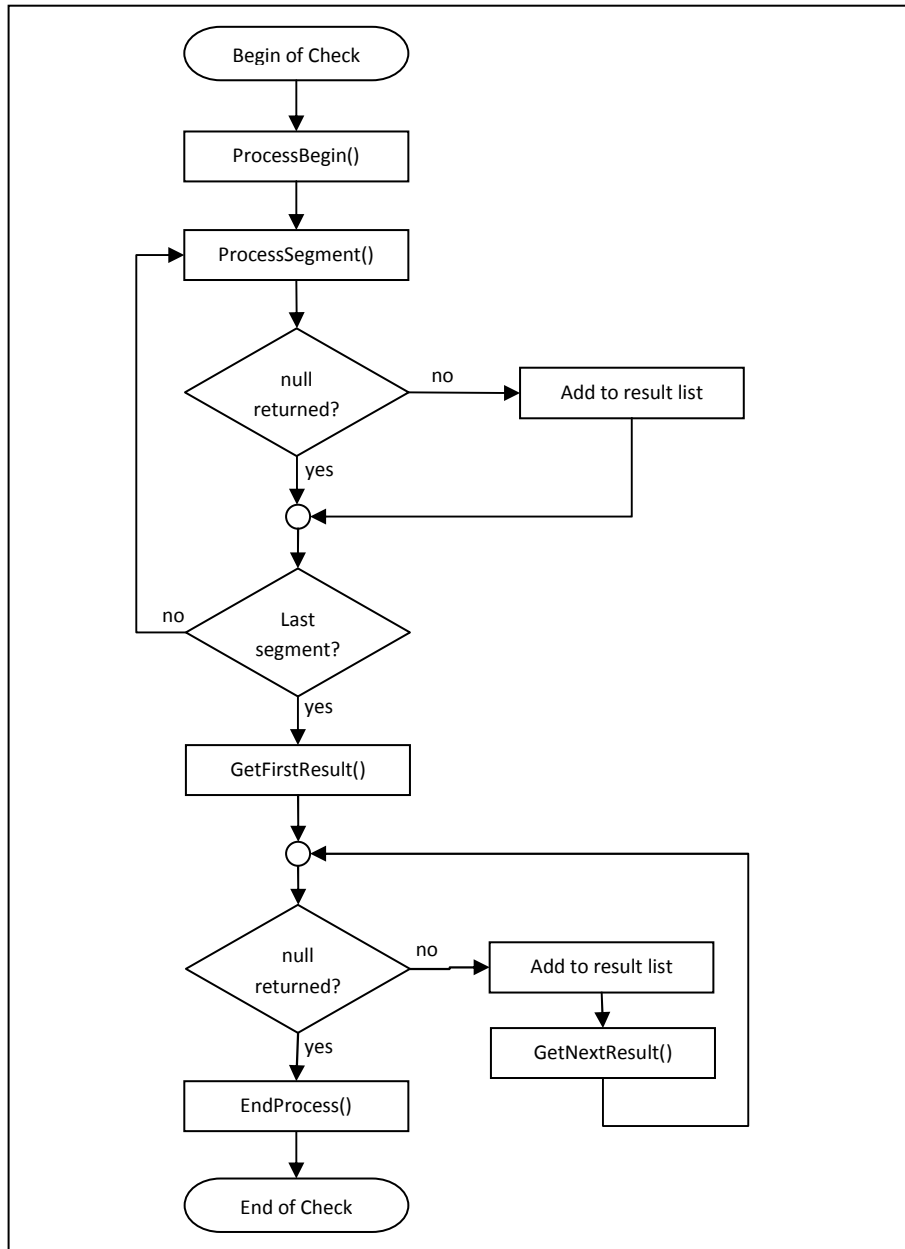 Begin of Check
ProcessBegin()
ProcessSegment()
null
returned?
no
Add to result list
yes
Last
segment?
no
yes
GetFirstResult()
null
returned?
no
Add to result list
GetNextResult()
yes
EndProcess()
End of Check